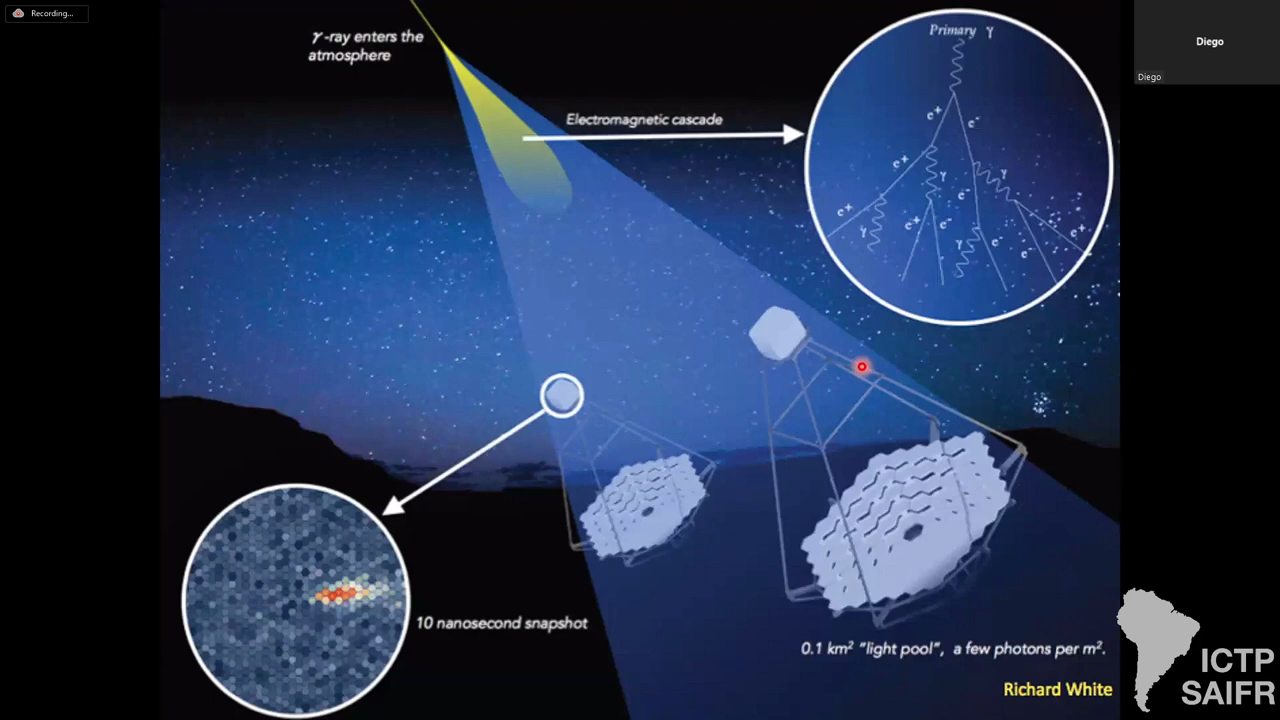 Recording...
Diego
Diego
γ-ray enters the
atmosphere
Electromagnetic cascade
Primary γ
e⁺
e⁻
e⁺
γ
γ
e⁺
e⁻
e⁺
e⁻
e⁺
γ
γ
e⁻
e⁻
10 nanosecond snapshot
0.1 km² "light pool", a few photons per m².
Richard White
ICTP
SAIFR